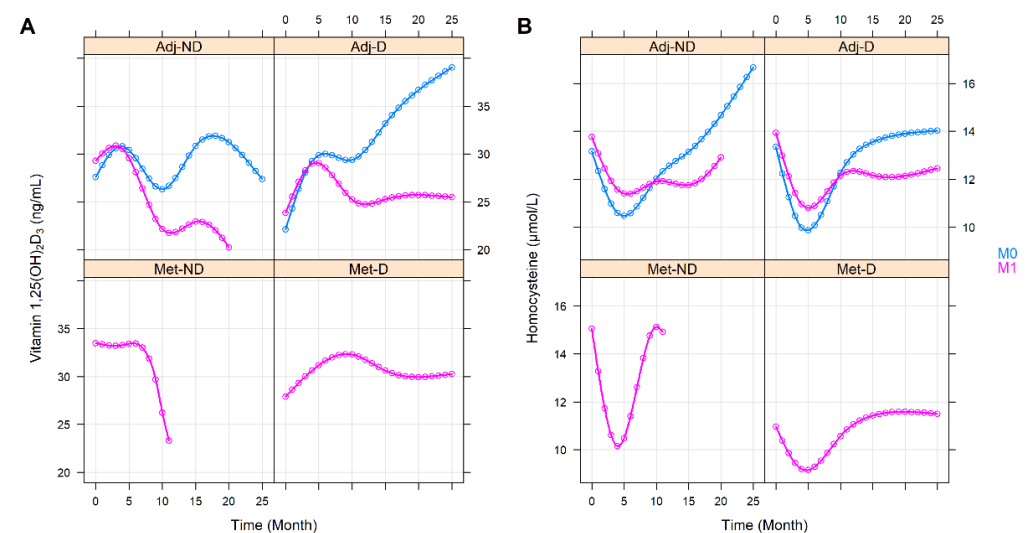 A
0 5 10 15 20 25
Adj-ND Adj-D
35
30
25
20
Met-ND Met-D
35
30
25
20
0 5 10 15 20 25
Vitamin 1,25(OH)₂D₃ (ng/mL)
Time (Month)
B
0 5 10 15 20 25
Adj-ND Adj-D
16
14
12
10
Met-ND Met-D
16
14
12
10
0 5 10 15 20 25
Homocysteine (µmol/L)
Time (Month)
M0
M1